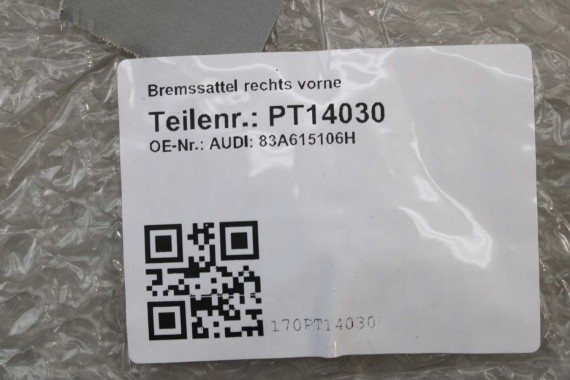 Bremssattel rechts vorne
Teilenr.: PT14030
OE-Nr.: AUDI: 83A615106H
170PT14030